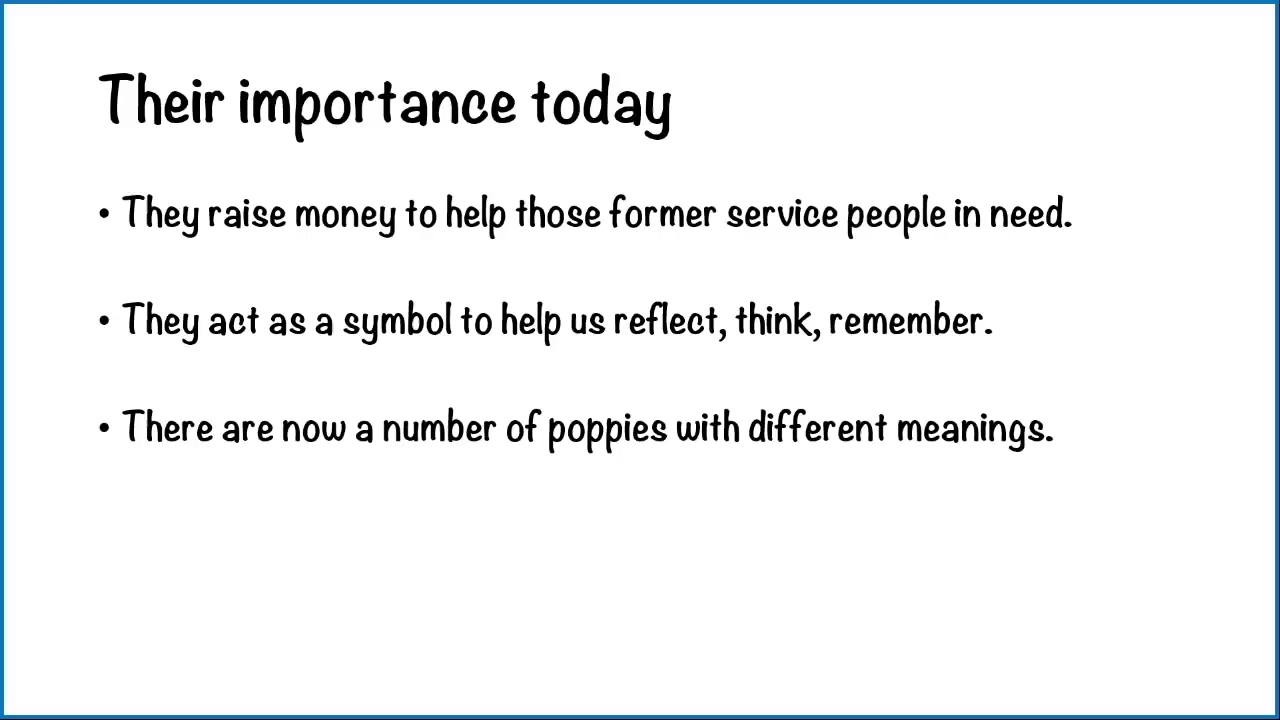 Their importance today
• They raise money to help those former service people in need.
• They act as a symbol to help us reflect, think, remember.
• There are now a number of poppies with different meanings.